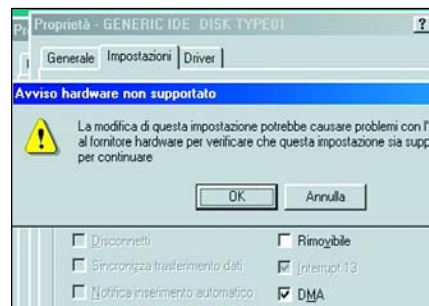 Proprietà - GENERIC IDE DISK TYPE01 ?
Generale Impostazioni Driver
Avviso hardware non supportato
La modifica di questa impostazione potrebbe causare problemi con l'
al fornitore hardware per verificare che questa impostazione sia supp
per continuare
OK Annulla
Disconnetti Rimovibile
Sincronizza trasferimento dati Interrupt 13
Notifica inserimento automatico DMA